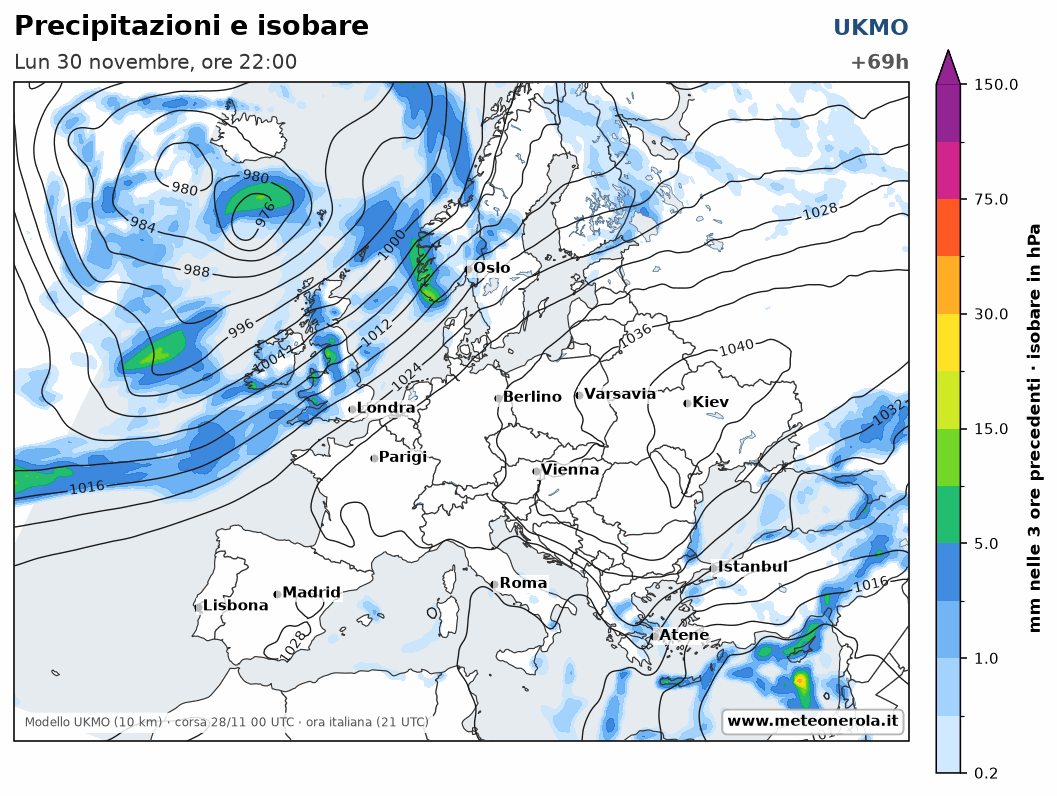 Precipitazioni e isobare
UKMO
Lun 30 novembre, ore 22:00
+69h
150.0
75.0
30.0
15.0
5.0
1.0
0.2
mm nelle 3 ore precedenti · isobare in hPa
980
980
976
984
988
1000
996
1004
1012
1024
1016
1028
1036
1040
1032
1016
1028
Oslo
Londra
Berlino
Varsavia
Kiev
Parigi
Vienna
Istanbul
Roma
Madrid
Lisbona
Atene
Modello UKMO (10 km) · corsa 28/11 00 UTC · ora italiana (21 UTC)
www.meteonerola.it